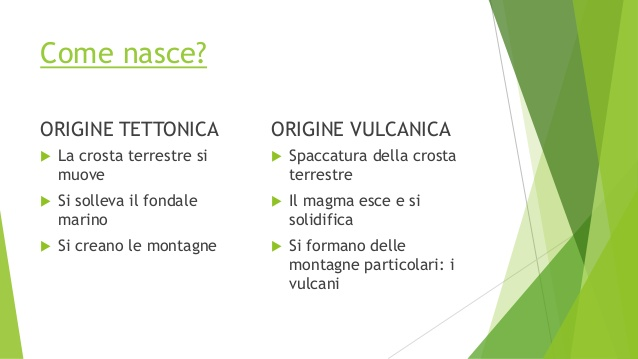 Come nasce?
ORIGINE TETTONICA
La crosta terrestre si
muove
Si solleva il fondale
marino
Si creano le montagne
ORIGINE VULCANICA
Spaccatura della crosta
terrestre
Il magma esce e si
solidifica
Si formano delle
montagne particolari: i
vulcani